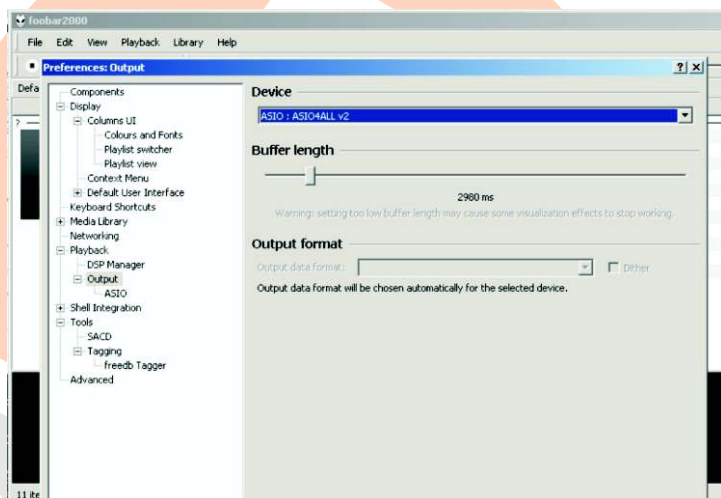 foobar2000
File Edit View Playback Library Help
Preferences: Output
Defa
Components
Display
Columns UI
Colours and Fonts
Playlist switcher
Playlist view
Context Menu
Default User Interface
Keyboard Shortcuts
Media Library
Networking
Playback
DSP Manager
Output
ASIO
Shell Integration
Tools
SACD
Tagging
freedb Tagger
Advanced
Device
ASIO : ASIO4ALL v2
Buffer length
2980 ms
Warning: setting too low buffer length may cause some visualization effects to stop working.
Output format
Output data format:
Dither
Output data format will be chosen automatically for the selected device.
11 ite